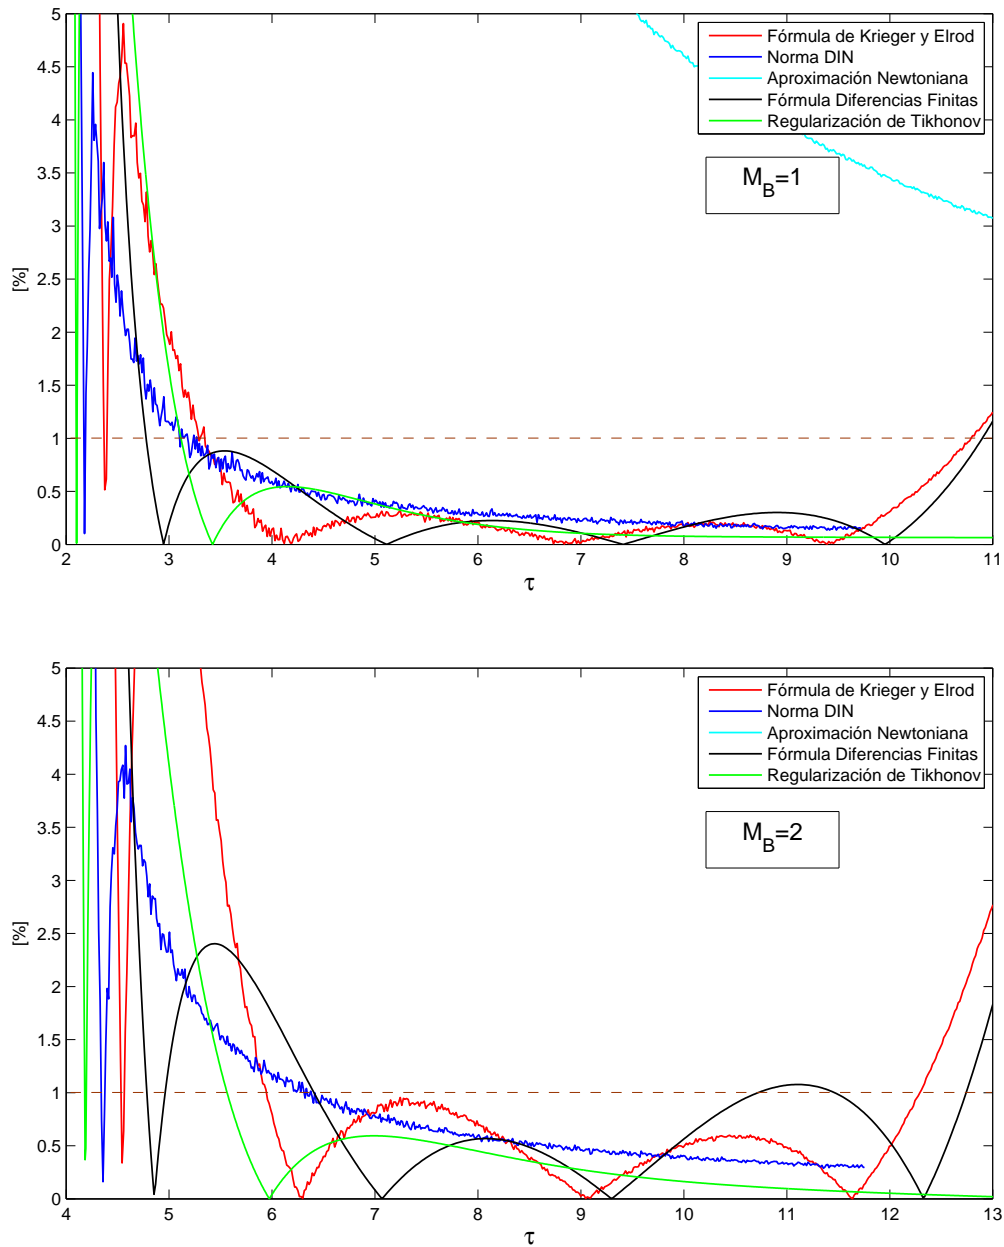 5
4.5
4
3.5
3
2.5
2
1.5
1
0.5
0
[%]
Fórmula de Krieger y Elrod
Norma DIN
Aproximación Newtoniana
Fórmula Diferencias Finitas
Regularización de Tikhonov
M_B=1
2 3 4 5 6 7 8 9 10 11
τ
5
4.5
4
3.5
3
2.5
2
1.5
1
0.5
0
[%]
Fórmula de Krieger y Elrod
Norma DIN
Aproximación Newtoniana
Fórmula Diferencias Finitas
Regularización de Tikhonov
M_B=2
4 5 6 7 8 9 10 11 12 13
τ